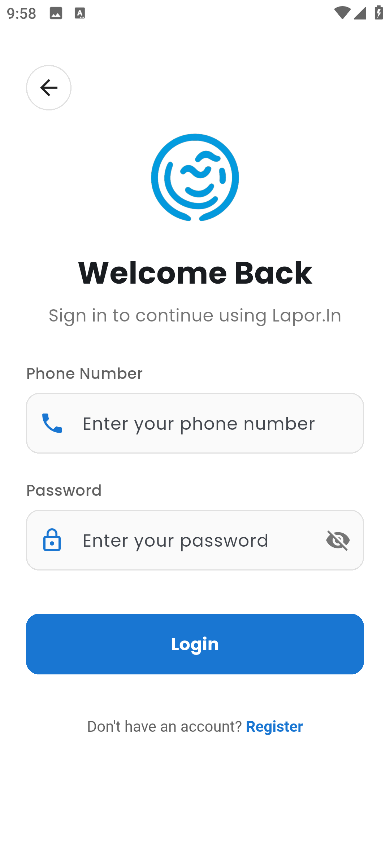 9:58
Welcome Back
Sign in to continue using Lapor.In
Phone Number
Enter your phone number
Password
Enter your password
Login
Don't have an account? Register